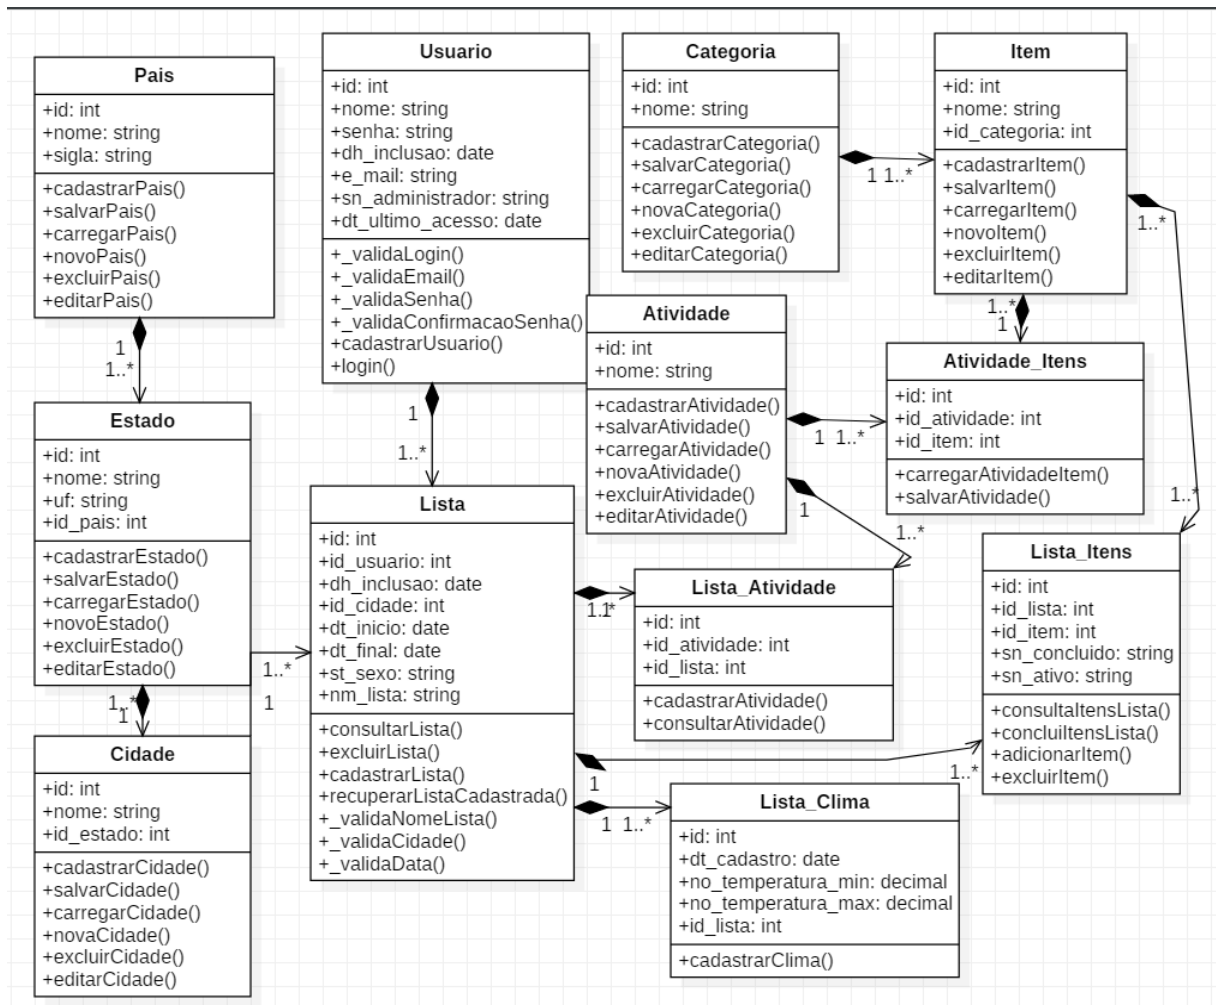 Pais
+id: int
+nome: string
+sigla: string
+cadastrarPais()
+salvarPais()
+carregarPais()
+novoPais()
+excluirPais()
+editarPais()
1
1..*
Usuario
+id: int
+nome: string
+senha: string
+dh_inclusao: date
+e_mail: string
+sn_administrador: string
+dt_ultimo_acesso: date
+_validaLogin()
+_validaEmail()
+_validaSenha()
+_validaConfirmacaoSenha()
+cadastrarUsuario()
+login()
1
1..*
Categoria
+id: int
+nome: string
+cadastrarCategoria()
+salvarCategoria()
+carregarCategoria()
+novaCategoria()
+excluirCategoria()
+editarCategoria()
1 1..*
Item
+id: int
+nome: string
+id_categoria: int
+cadastrarItem()
+salvarItem()
+carregarItem()
+novoItem()
+excluirItem()
+editarItem()
1..*
1..*
1
Atividade
+id: int
+nome: string
+cadastrarAtividade()
+salvarAtividade()
+carregarAtividade()
+novaAtividade()
+excluirAtividade()
+editarAtividade()
1 1..*
1
1..*
Atividade_Itens
+id: int
+id_atividade: int
+id_item: int
+carregarAtividadeItem()
+salvarAtividade()
1..*
Estado
+id: int
+nome: string
+uf: string
+id_pais: int
+cadastrarEstado()
+salvarEstado()
+carregarEstado()
+novoEstado()
+excluirEstado()
+editarEstado()
1..*
1
1..*
1
Lista
+id: int
+id_usuario: int
+dh_inclusao: date
+id_cidade: int
+dt_inicio: date
+dt_final: date
+st_sexo: string
+nm_lista: string
+consultarLista()
+excluirLista()
+cadastrarLista()
+recuperarListaCadastrada()
+_validaNomeLista()
+_validaCidade()
+_validaData()
1
1..*
Lista_Atividade
+id: int
+id_atividade: int
+id_lista: int
+cadastrarAtividade()
+consultarAtividade()
Lista_Itens
+id: int
+id_lista: int
+id_item: int
+sn_concluido: string
+sn_ativo: string
+consultaItensLista()
+concluiItensLista()
+adicionarItem()
+excluirItem()
1
1..*
Cidade
+id: int
+nome: string
+id_estado: int
+cadastrarCidade()
+salvarCidade()
+carregarCidade()
+novaCidade()
+excluirCidade()
+editarCidade()
1 1..*
Lista_Clima
+id: int
+dt_cadastro: date
+no_temperatura_min: decimal
+no_temperatura_max: decimal
+id_lista: int
+cadastrarClima()